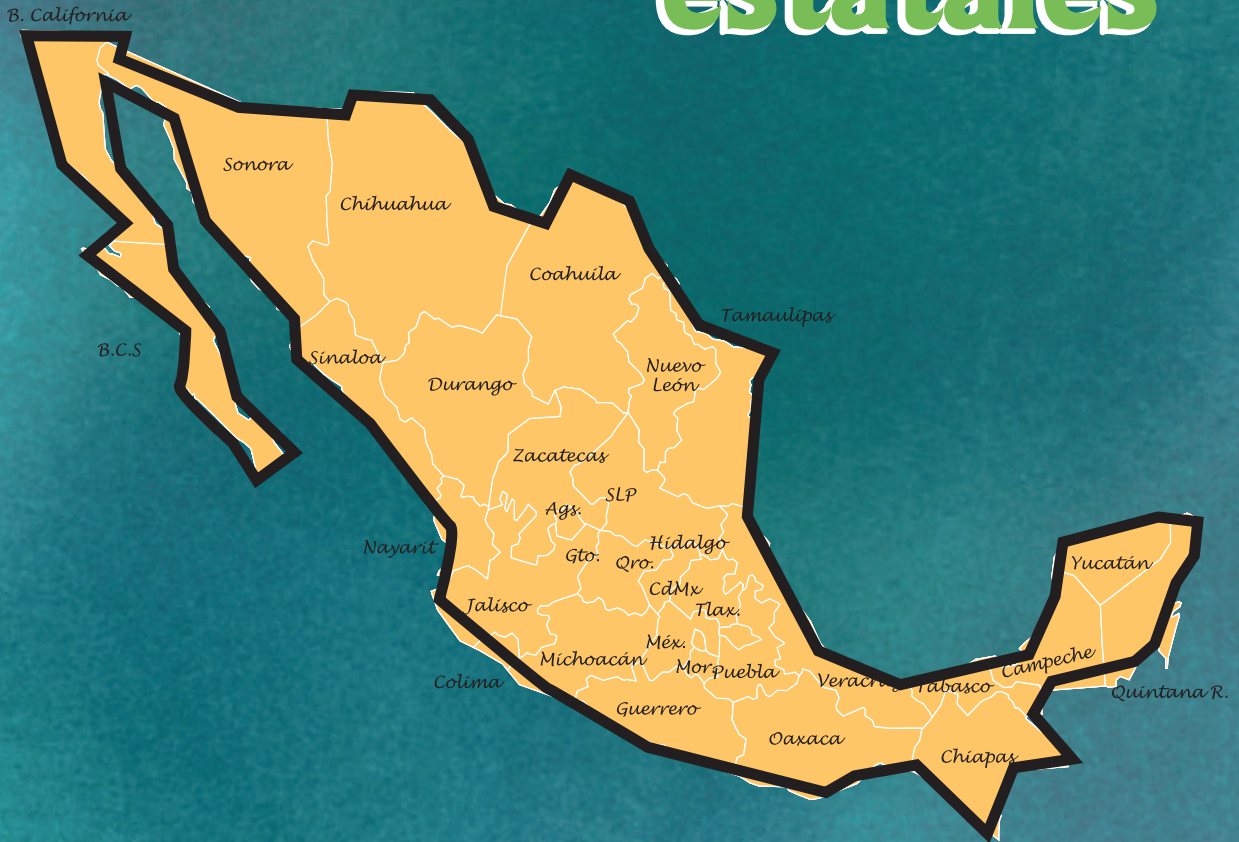 estatales
B. California
Sonora
Chihuahua
Coahuila
Tamaulipas
B.C.S
Sinaloa
Durango
Nuevo
León
Zacatecas
SLP
Ags.
Nayarit
Hidalgo
Gto.
Qro.
CdMx
Jalisco
Tlax.
Méx.
Michoacán
Mor.
Puebla
Colima
Veracruz
Tabasco
Campeche
Yucatán
Quintana R.
Guerrero
Oaxaca
Chiapas